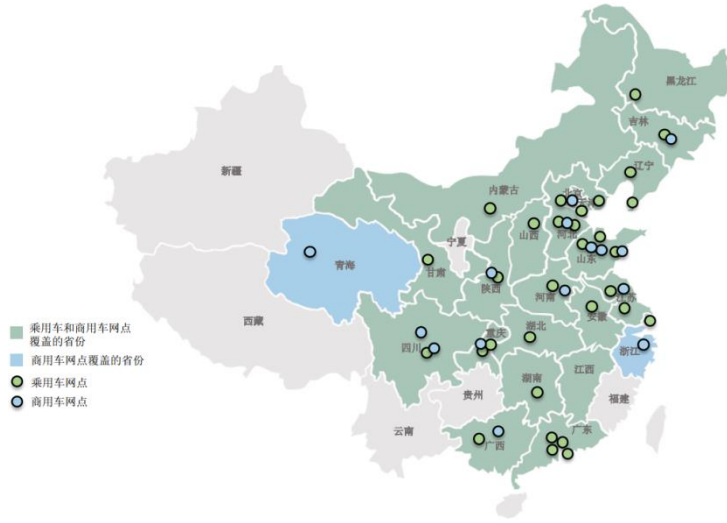 黑龙江
吉林
辽宁
新疆
内蒙古
北京
宁夏
山西
河北
山东
青海
甘肃
陕西
河南
江苏
安徽
西藏
四川
重庆
湖北
浙江
乘用车和商用车网点
覆盖的省份
商用车网点覆盖的省份
乘用车网点
商用车网点
贵州
湖南
江西
福建
云南
广西
广东